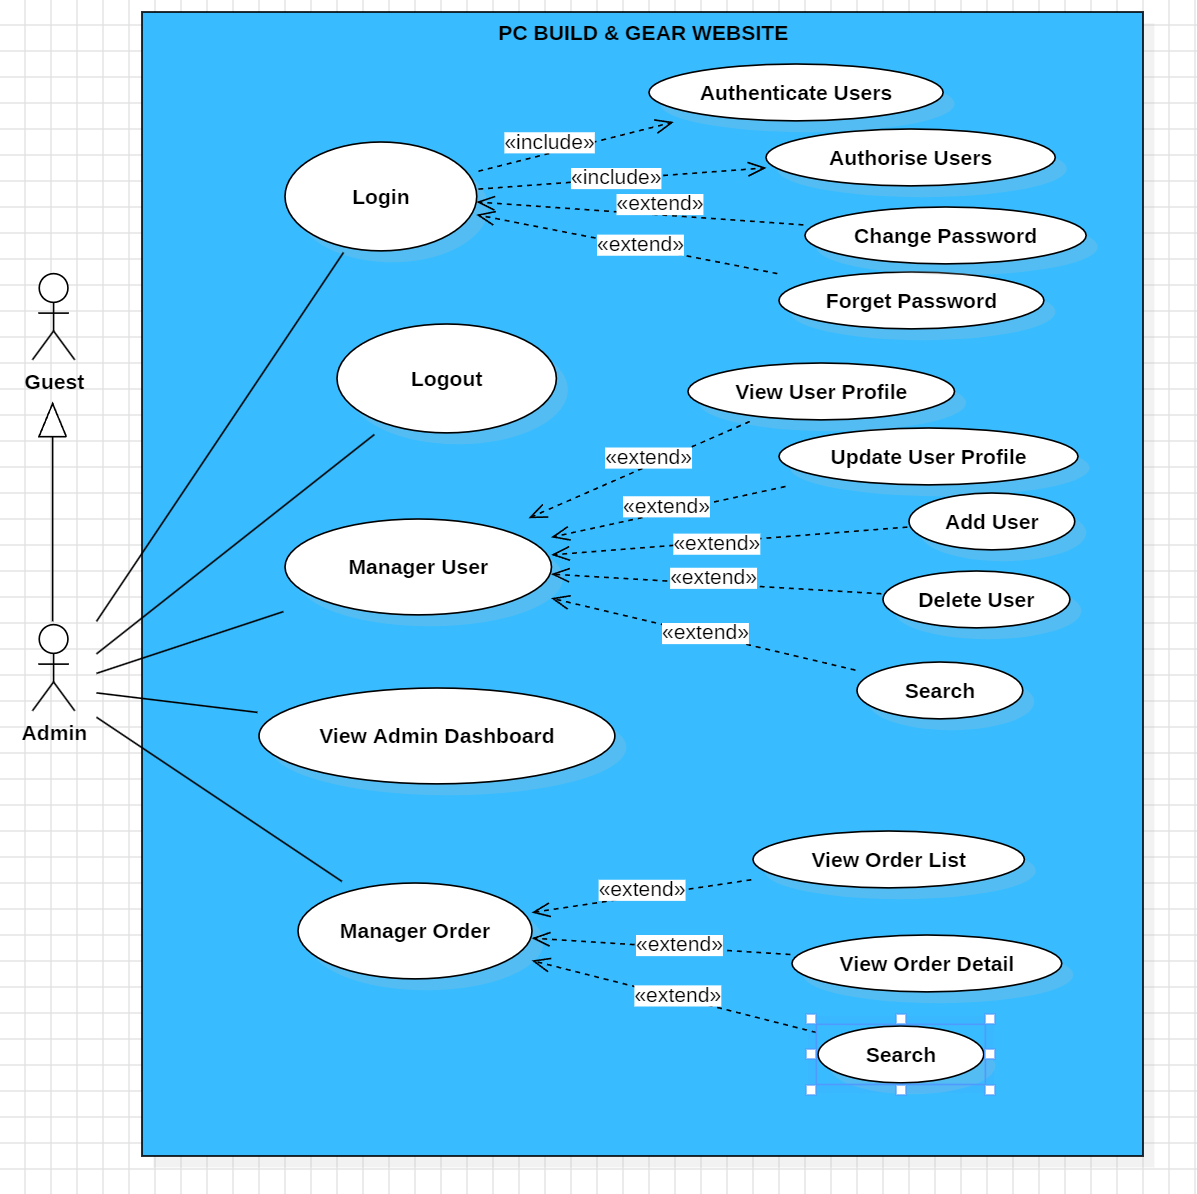 PC BUILD & GEAR WEBSITE
Authenticate Users
«include»
Authorise Users
«include»
Login
«extend»
Change Password
«extend»
Forget Password
Guest
Logout
View User Profile
«extend»
Update User Profile
«extend»
Add User
«extend»
Manager User
«extend»
Delete User
«extend»
Search
Admin
View Admin Dashboard
View Order List
«extend»
Manager Order
«extend»
View Order Detail
«extend»
Search